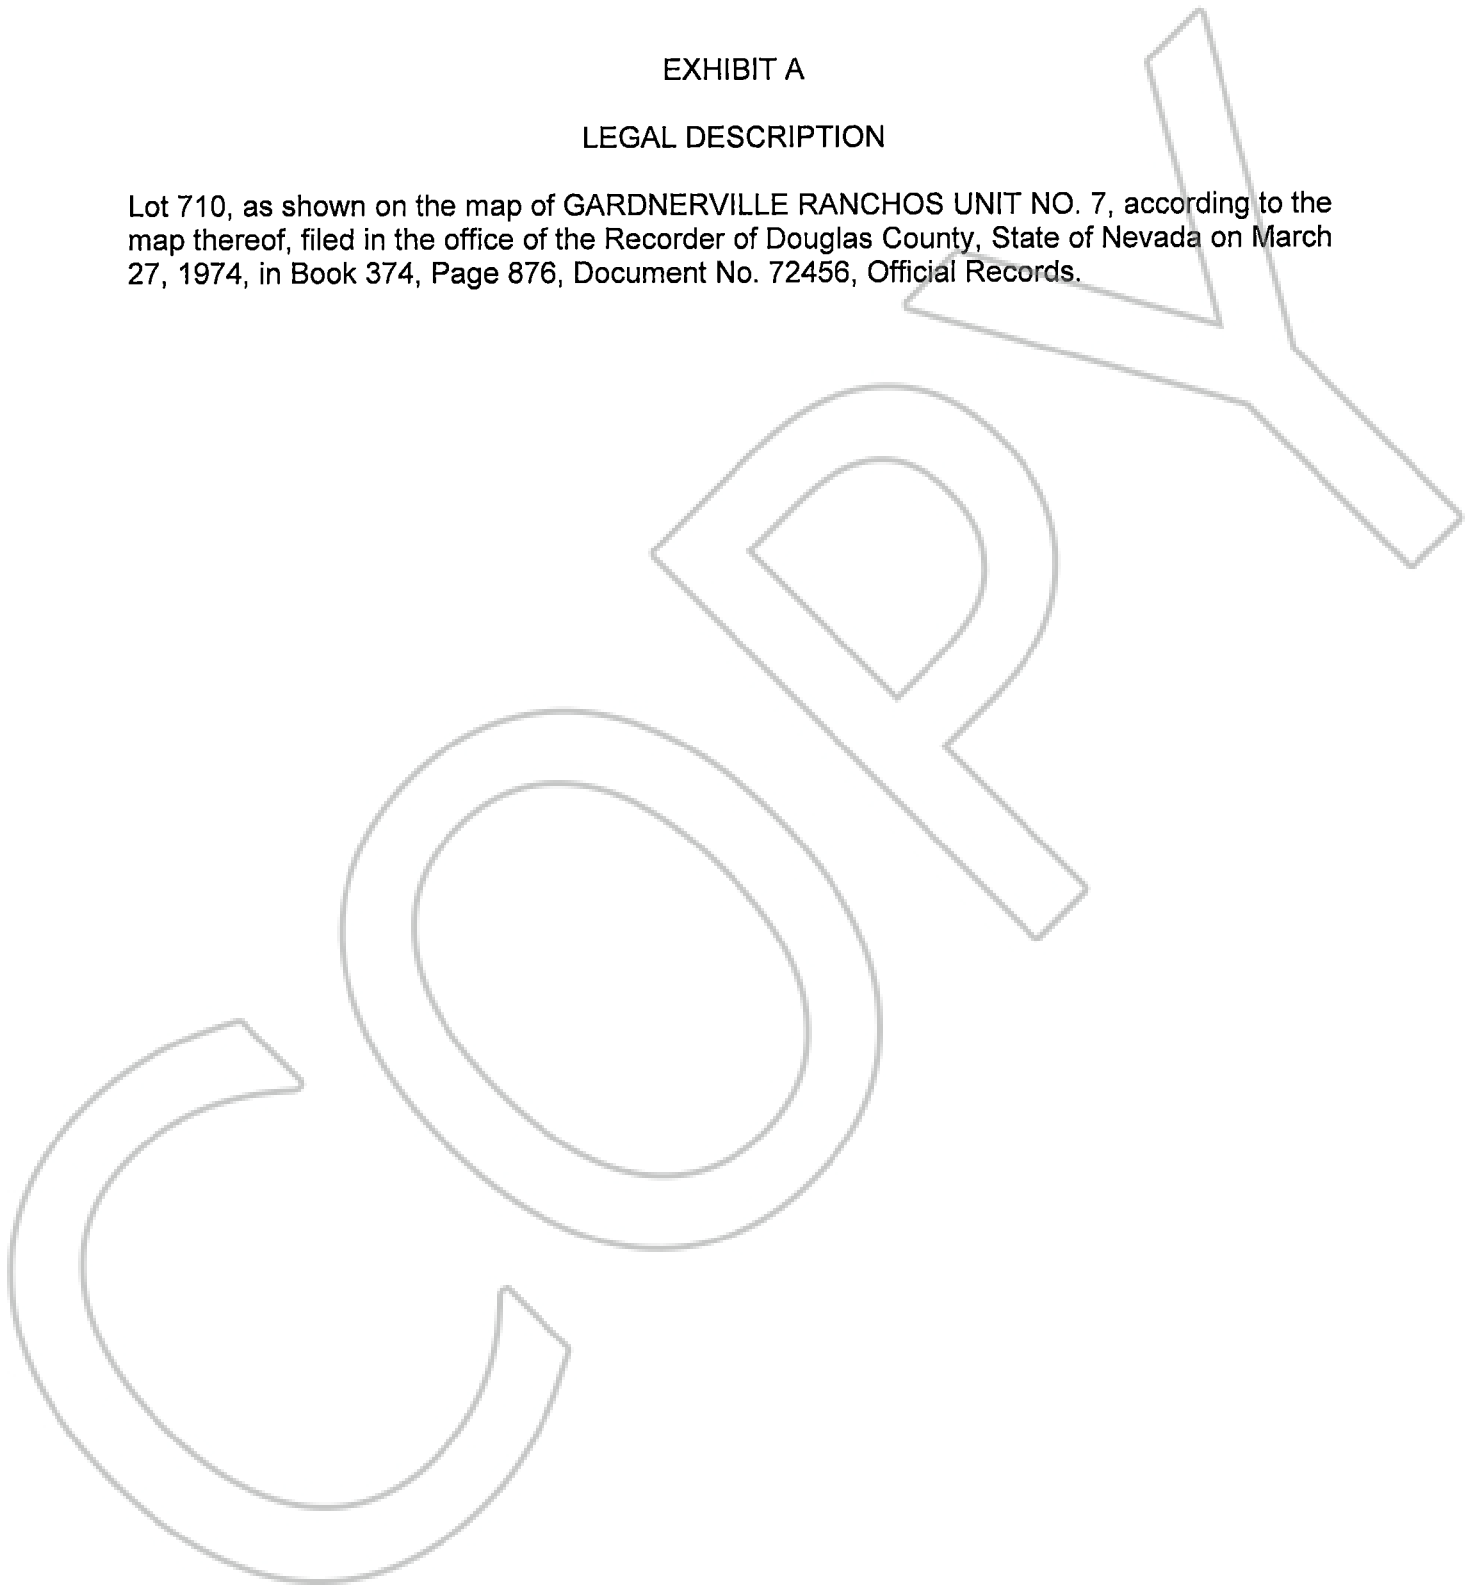 EXHIBIT A
LEGAL DESCRIPTION
Lot 710, as shown on the map of GARDNERVILLE RANCHOS UNIT NO. 7, according to the
map thereof, filed in the office of the Recorder of Douglas County, State of Nevada on March
27, 1974, in Book 374, Page 876, Document No. 72456, Official Records.
COPY